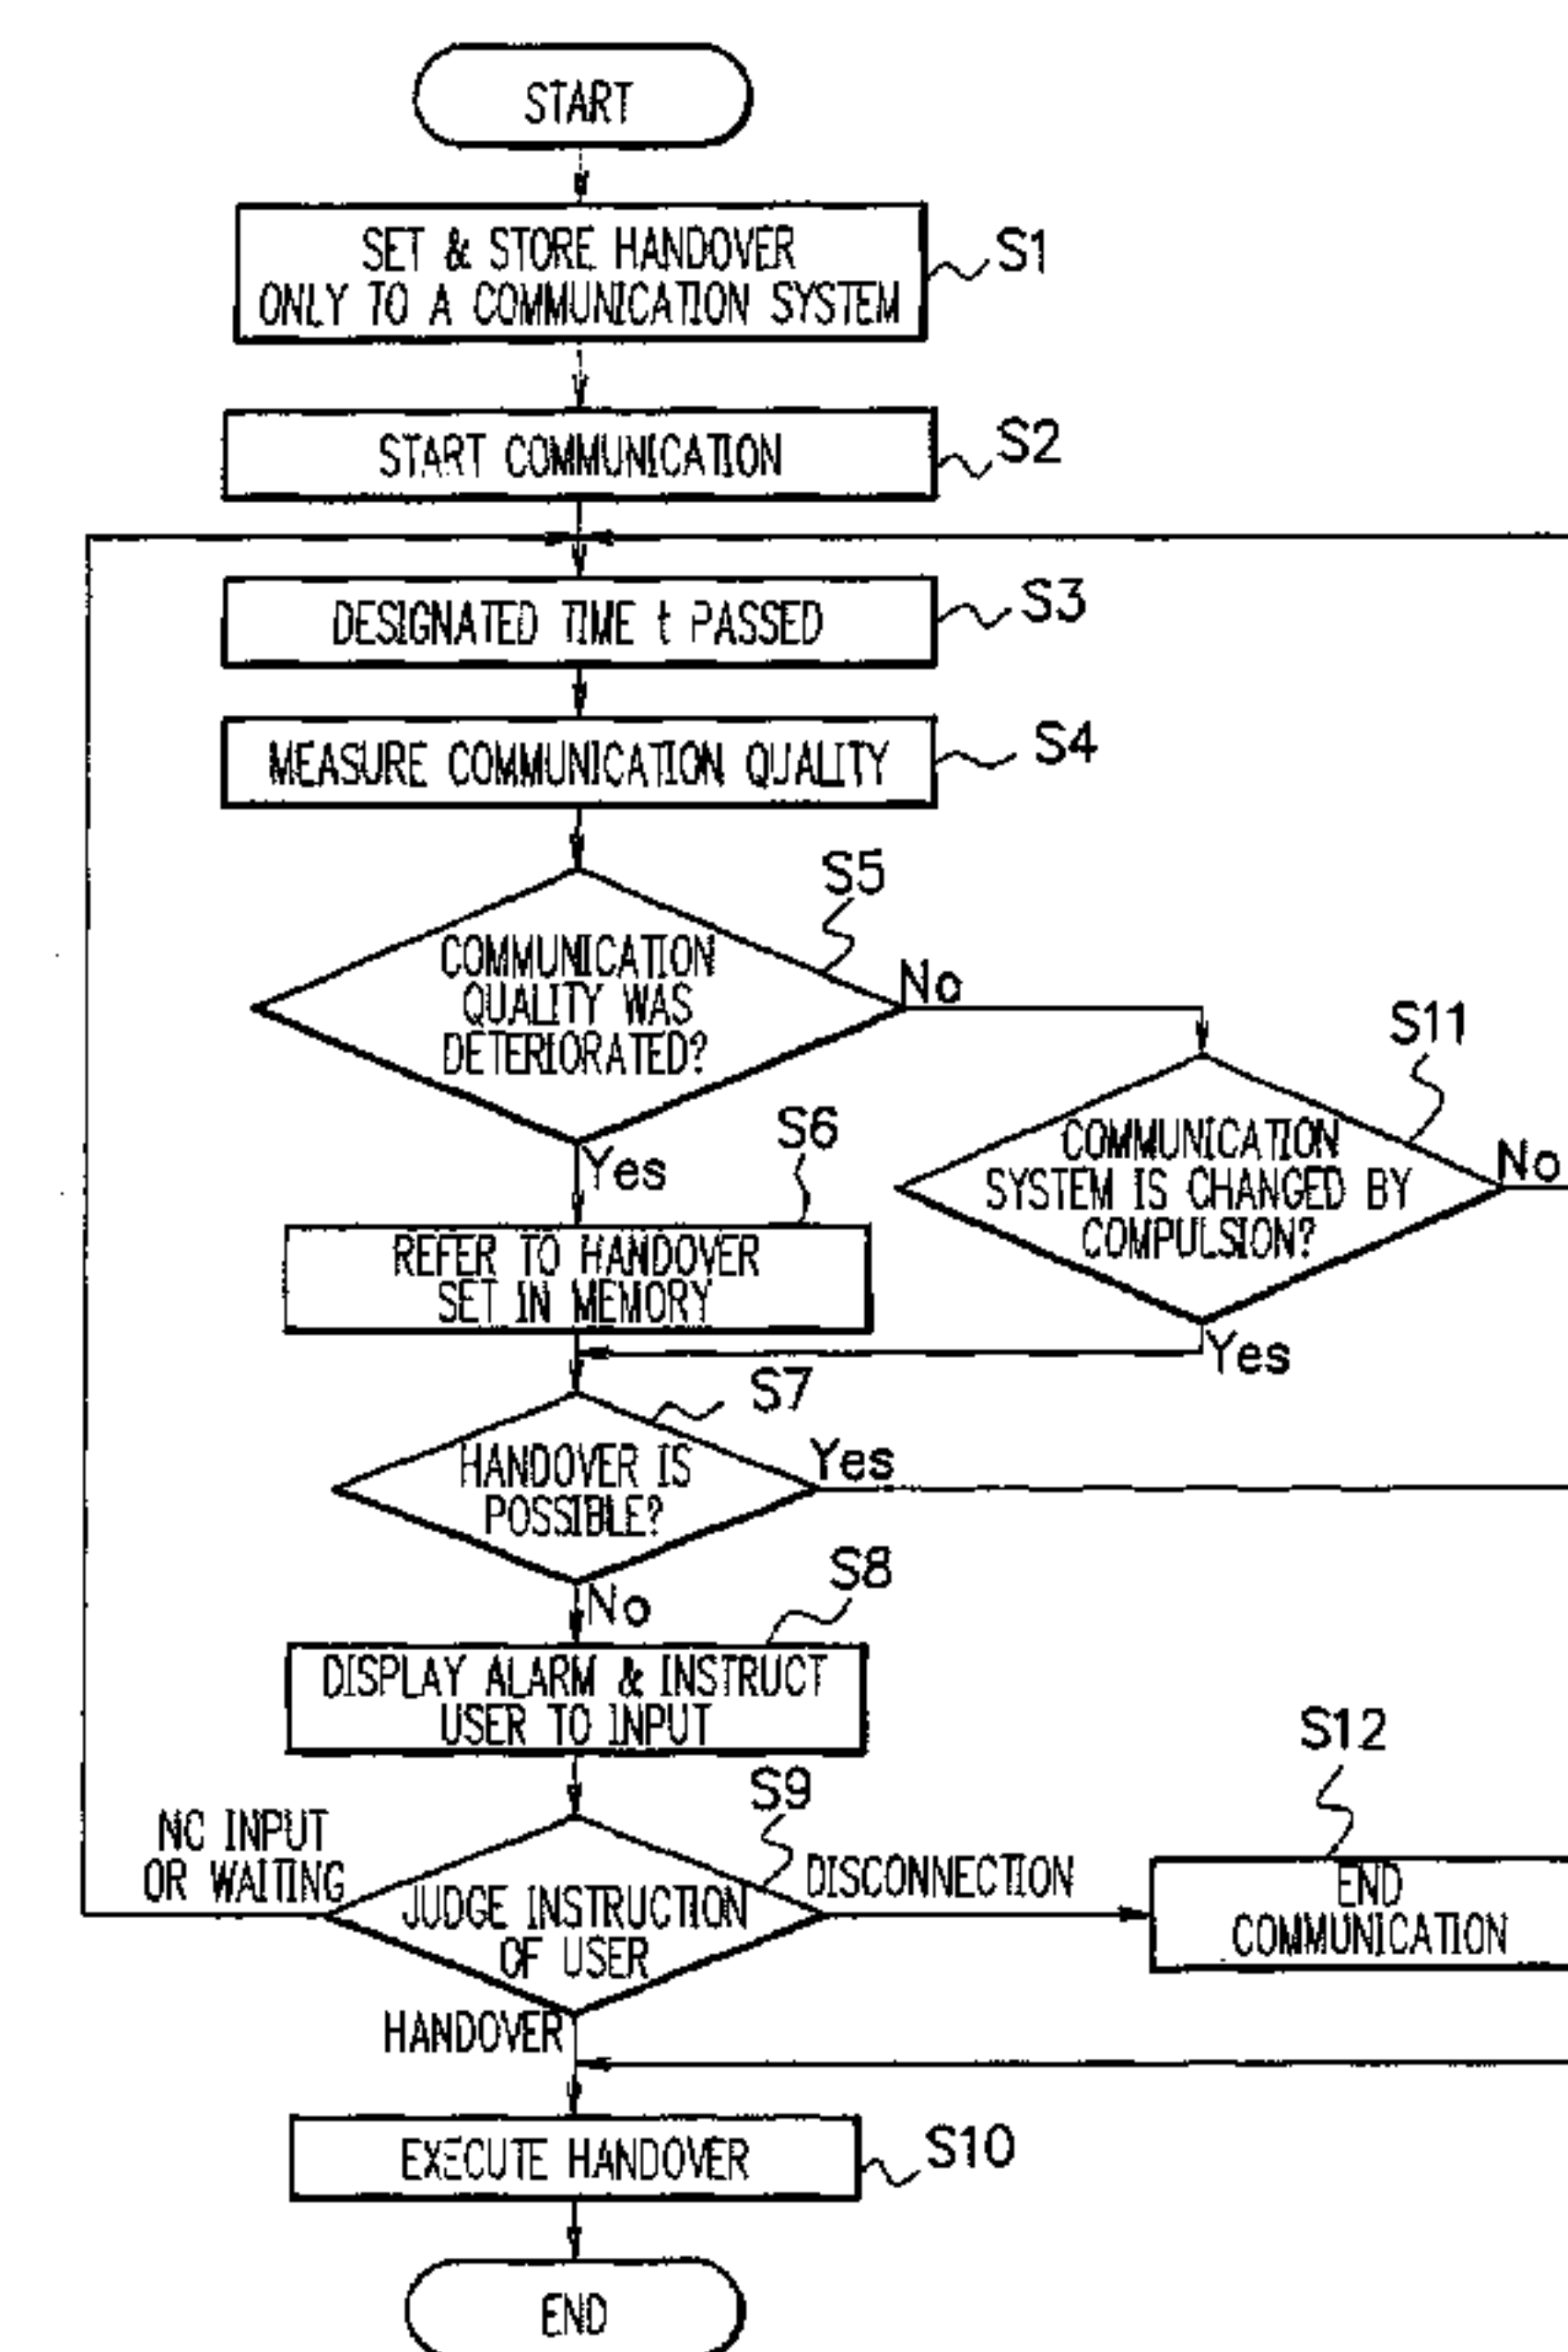 START
SET & STORE HANDOVER
ONLY TO A COMMUNICATION SYSTEM
S1
START COMMUNICATION
S2
DESIGNATED TIME t PASSED
S3
MEASURE COMMUNICATION QUALITY
S4
S5
COMMUNICATION
QUALITY WAS
DETERIORATED?
No
Yes
S11
COMMUNICATION
SYSTEM IS CHANGED BY
COMPULSION?
No
Yes
S6
REFER TO HANDOVER
SET IN MEMORY
S7
HANDOVER IS
POSSIBLE?
Yes
No
S8
DISPLAY ALARM & INSTRUCT
USER TO INPUT
S9
NO INPUT
OR WAITING
JUDGE INSTRUCTION
OF USER
DISCONNECTION
S12
END
COMMUNICATION
HANDOVER
EXECUTE HANDOVER
S10
END